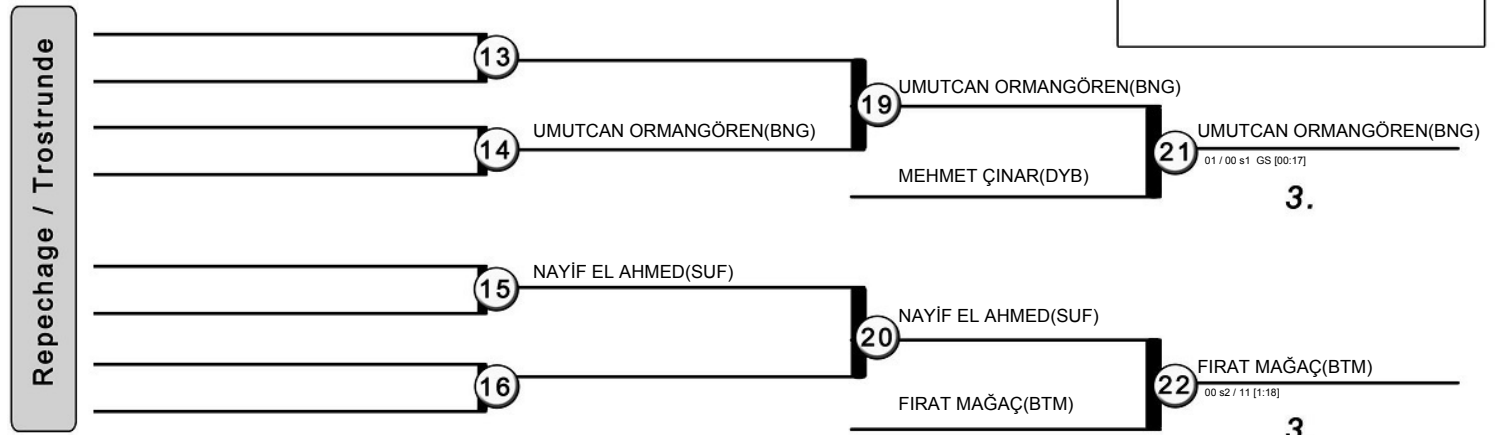 Repechage / Trostrunde
13
14
UMUTCAN ORMANGÖREN(BNG)
19
UMUTCAN ORMANGÖREN(BNG)
MEHMET ÇINAR(DYB)
21
UMUTCAN ORMANGÖREN(BNG)
01 / 00 s1 GS [00:17]
3.
15
NAYİF EL AHMED(SUF)
16
20
NAYİF EL AHMED(SUF)
FIRAT MAĞAÇ(BTM)
22
FIRAT MAĞAÇ(BTM)
00 s2 / 11 [1:18]
3